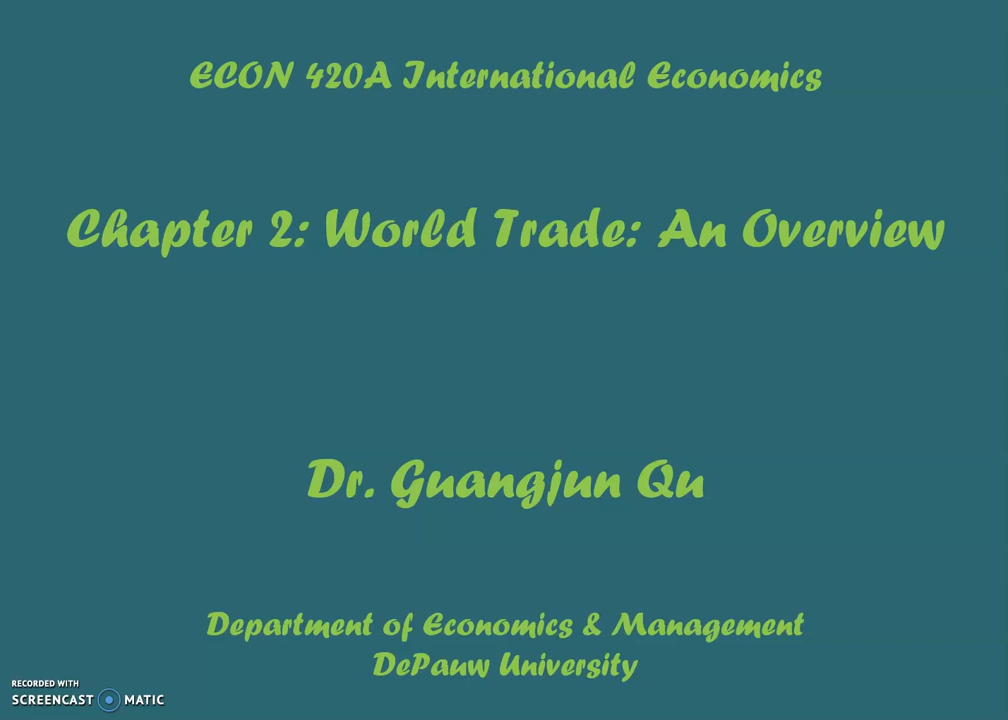 ECON 420A International Economics
Chapter 2: World Trade: An Overview
Dr. Guangjun Qu
Department of Economics & Management
DePauw University
RECORDED WITH
SCREENCAST MATIC